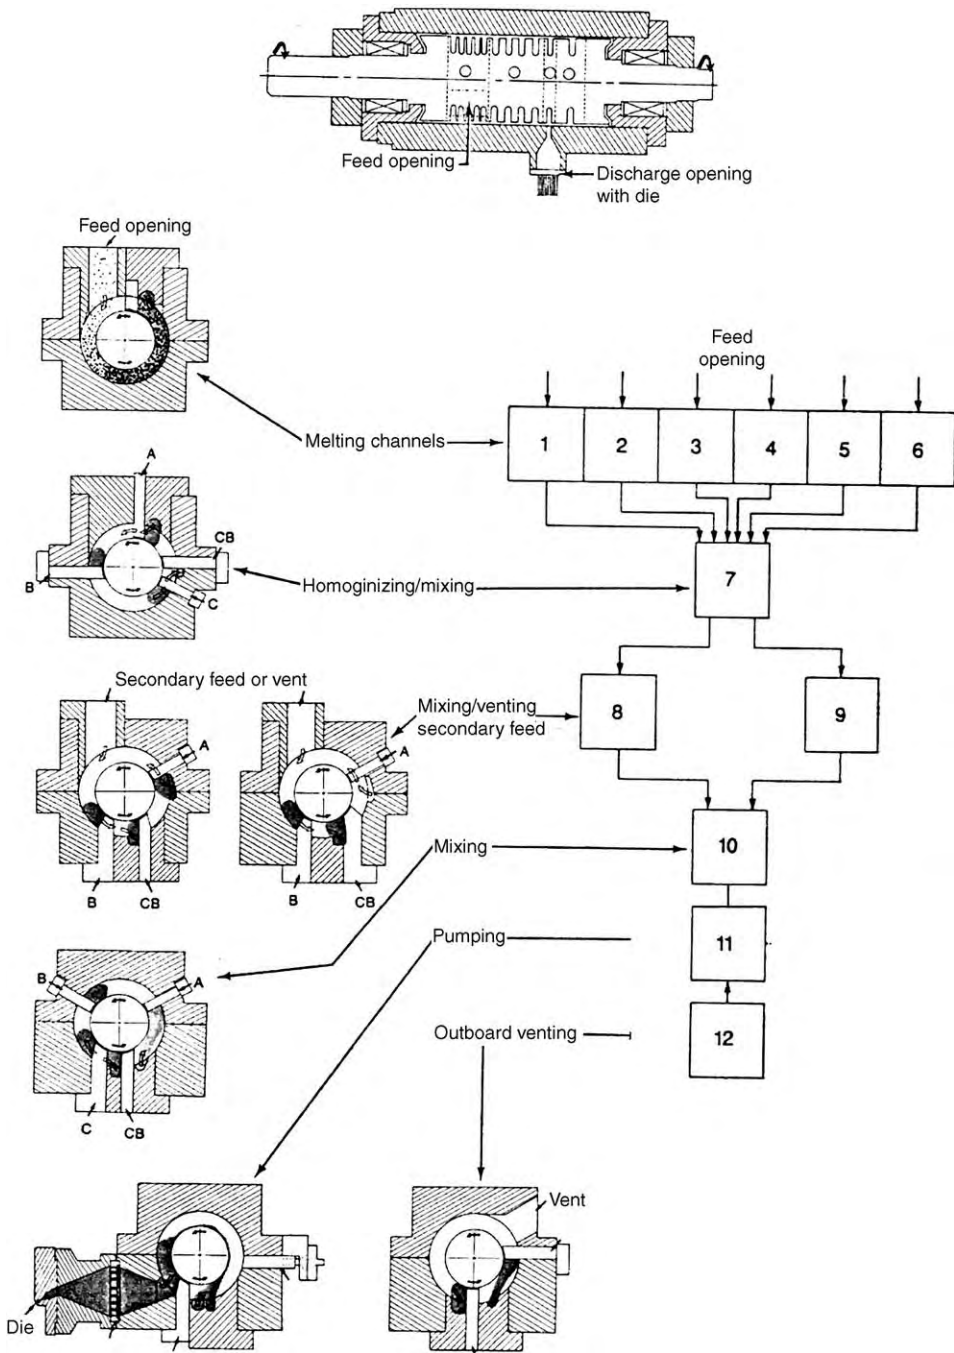 Feed opening
Discharge opening
with die
Feed opening
Feed
opening
1
2
3
4
5
6
Melting channels
A
CB
B
C
Homoginizing/mixing
7
Secondary feed or vent
Mixing/venting
secondary feed
8
9
A
A
B
CB
B
CB
Mixing
10
Pumping
11
B
A
Outboard venting
12
C
CB
Vent
Die